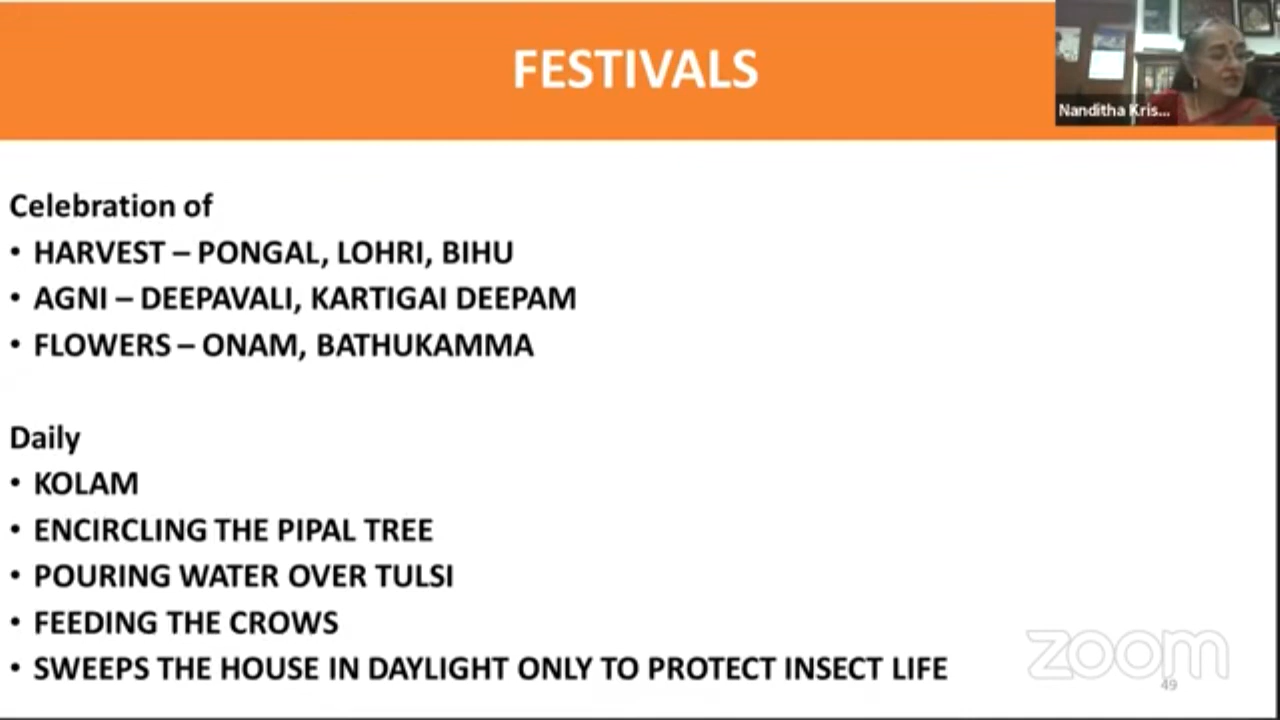 FESTIVALS
Nanditha Kris...
Celebration of
• HARVEST – PONGAL, LOHRI, BIHU
• AGNI – DEEPAVALI, KARTIGAI DEEPAM
• FLOWERS – ONAM, BATHUKAMMA
Daily
• KOLAM
• ENCIRCLING THE PIPAL TREE
• POURING WATER OVER TULSI
• FEEDING THE CROWS
• SWEEPS THE HOUSE IN DAYLIGHT ONLY TO PROTECT INSECT LIFE
zoom
49